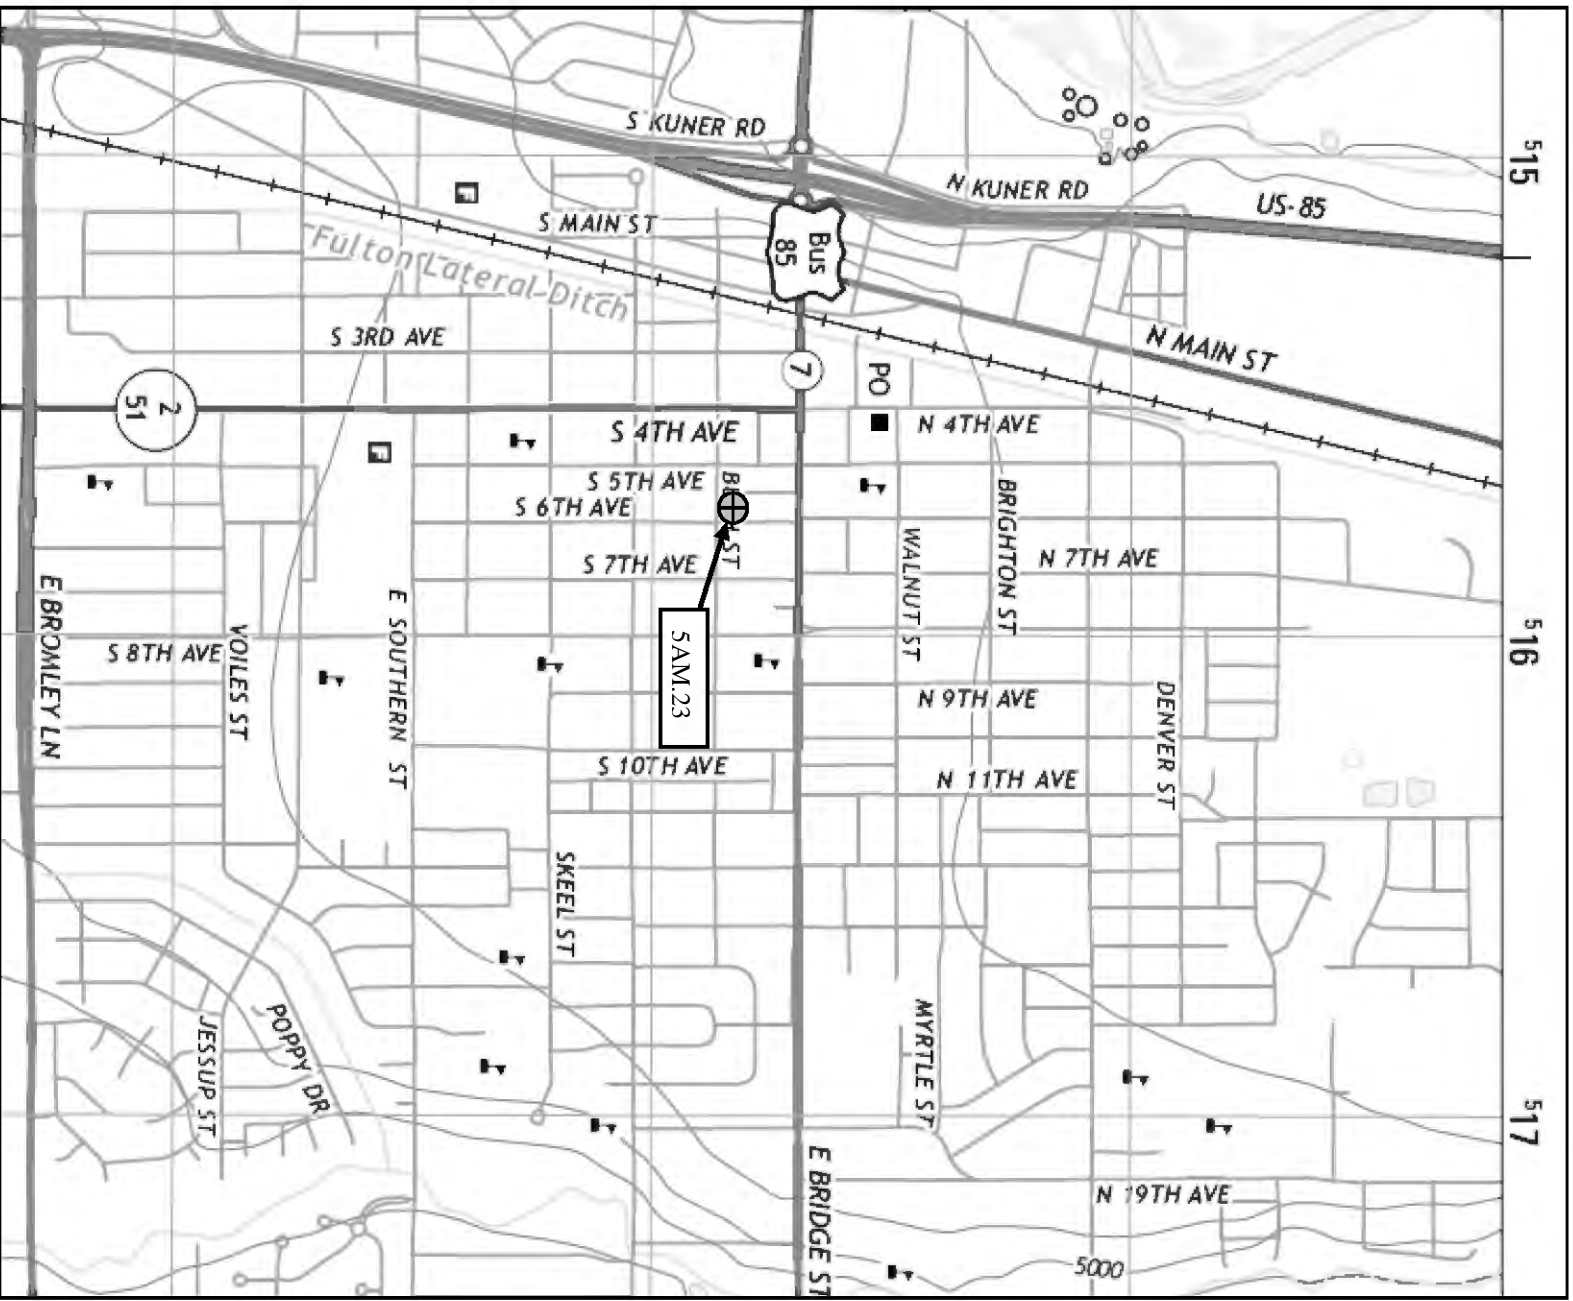 515
S KUNER RD
N KUNER RD
US-85
S MAIN ST
Bus
85
Fulton Lateral Ditch
S 3RD AVE
N MAIN ST
7
PO
2
51
S 4TH AVE
N 4TH AVE
S 5TH AVE
S 6TH AVE
ST
BRIGHTON ST
WALNUT ST
N 7TH AVE
S 7TH AVE
E BROMLEY LN
E SOUTHERN ST
VOILES ST
S 8TH AVE
5AM.23
516
N 9TH AVE
DENVER ST
S 10TH AVE
N 11TH AVE
SKEEL ST
MYRTLE ST
POPPY DR
JESSUP ST
517
E BRIDGE ST
N 19TH AVE
5000
F
F